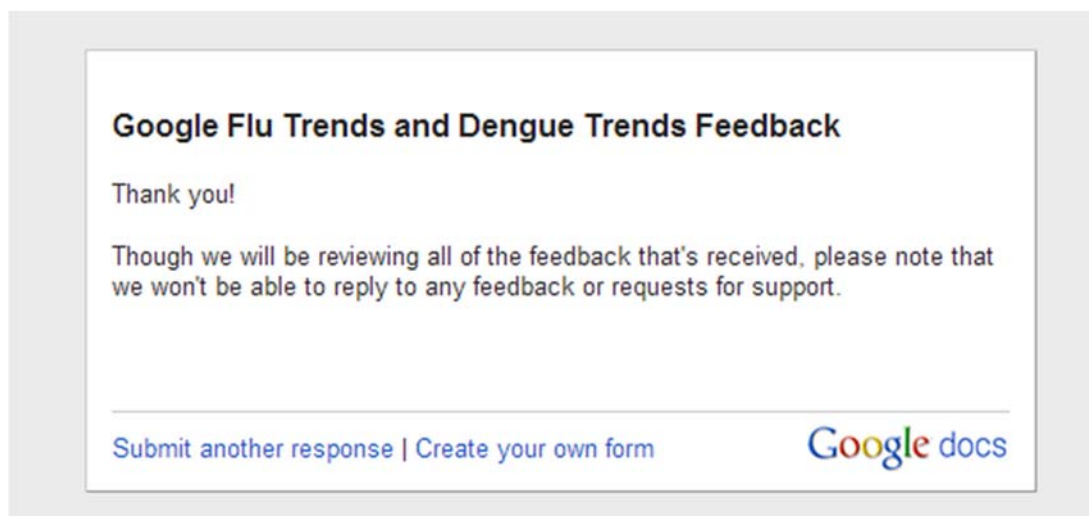 Google Flu Trends and Dengue Trends Feedback
Thank you!
Though we will be reviewing all of the feedback that's received, please note that
we won't be able to reply to any feedback or requests for support.
Submit another response | Create your own form Google docs